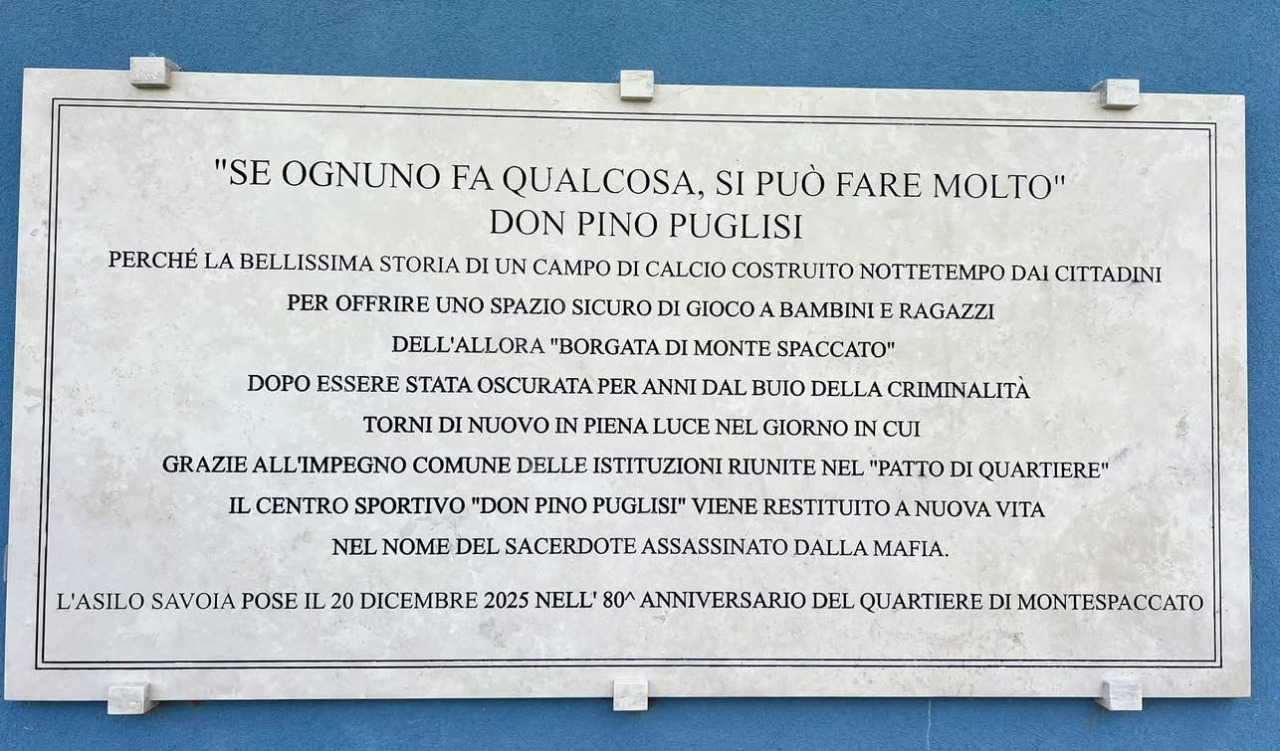 "SE OGNUNO FA QUALCOSA, SI PUÒ FARE MOLTO"
DON PINO PUGLISI
PERCHÉ LA BELLISSIMA STORIA DI UN CAMPO DI CALCIO COSTRUITO NOTTETEMPO DAI CITTADINI
PER OFFRIRE UNO SPAZIO SICURO DI GIOCO A BAMBINI E RAGAZZI
DELL'ALLORA "BORGATA DI MONTE SPACCATO"
DOPO ESSERE STATA OSCURATA PER ANNI DAL BUIO DELLA CRIMINALITÀ
TORNI DI NUOVO IN PIENA LUCE NEL GIORNO IN CUI
GRAZIE ALL'IMPEGNO COMUNE DELLE ISTITUZIONI RIUNITE NEL "PATTO DI QUARTIERE"
IL CENTRO SPORTIVO "DON PINO PUGLISI" VIENE RESTITUITO A NUOVA VITA
NEL NOME DEL SACERDOTE ASSASSINATO DALLA MAFIA.
L'ASILO SAVOIA POSE IL 20 DICEMBRE 2025 NELL' 80^ ANNIVERSARIO DEL QUARTIERE DI MONTESPACCATO